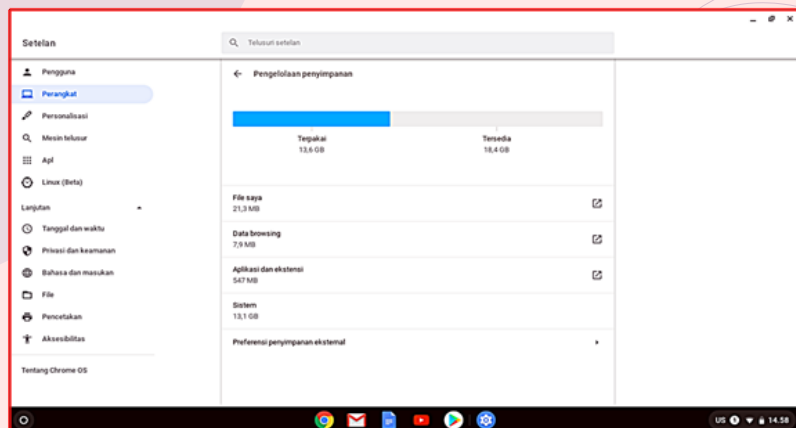 Setelan
Telusuri setelan
Pengguna
Perangkat
Personalisasi
Mesin telusur
Apl
Linux (Beta)
Lanjutan
Tanggal dan waktu
Privasi dan keamanan
Bahasa dan masukan
File
Pencetakan
Aksesibilitas
Tentang Chrome OS
Pengelolaan penyimpanan
Terpakai
13,6 GB
Tersedia
18,4 GB
File saya
21,3 MB
Data browsing
7,9 MB
Aplikasi dan ekstensi
547 MB
Sistem
13,1 GB
Preferensi penyimpanan eksternal
US
14.58